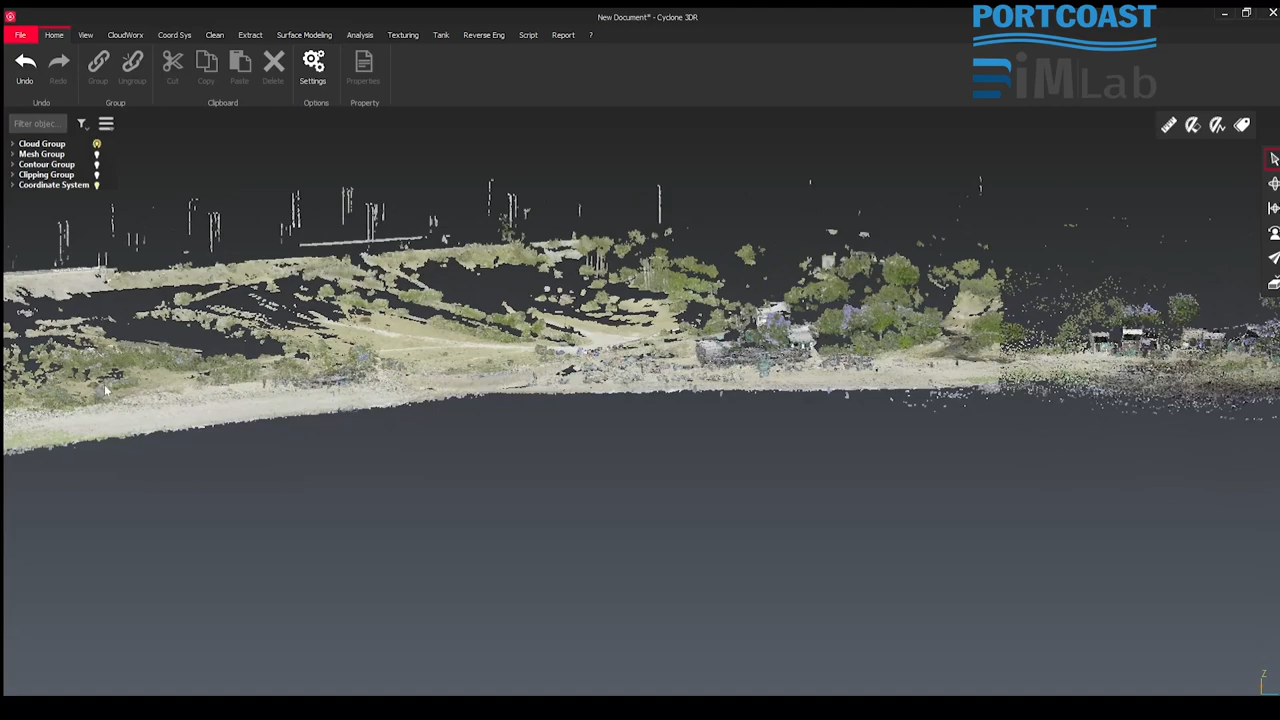 New Document* - Cyclone 3DR
PORTCOAST
BiMLab
File Home View CloudWorx Coord Sys Clean Extract Surface Modeling Analysis Texturing Tank Reverse Eng Script Report ?
Undo Redo Group Ungroup Cut Copy Paste Delete Settings Properties
Undo Group Clipboard Options Property
Filter objec...
Cloud Group
Mesh Group
Contour Group
Clipping Group
Coordinate System
Z